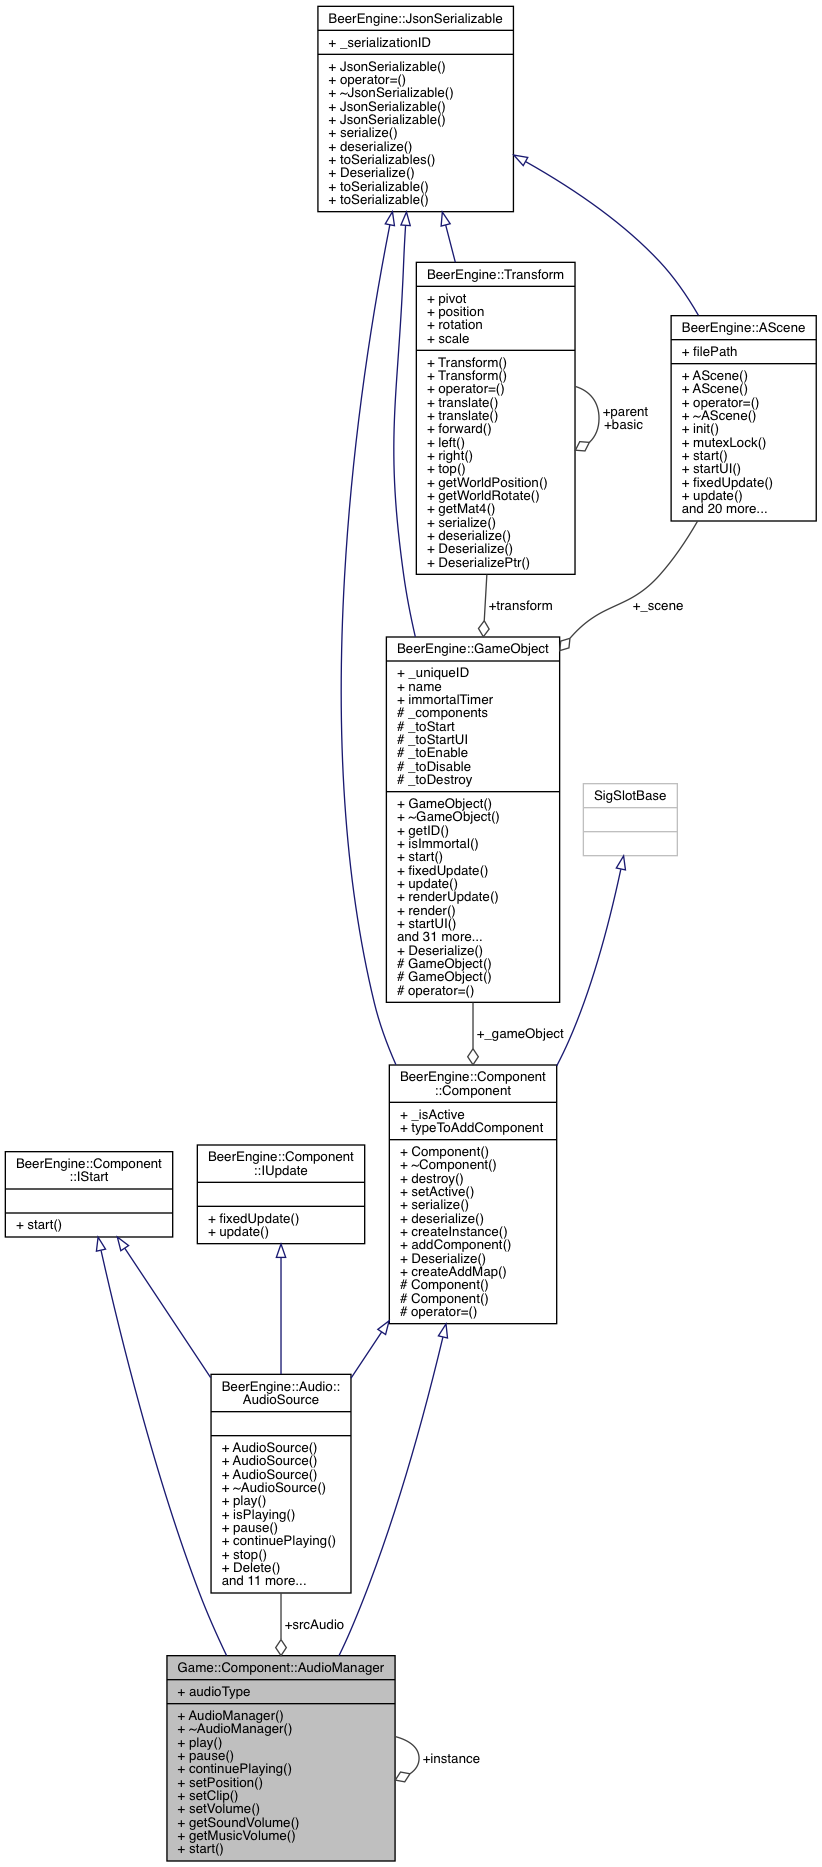 BeerEngine::JsonSerializable
+ _serializationID
+ JsonSerializable()
+ operator=()
+ ~JsonSerializable()
+ JsonSerializable()
+ JsonSerializable()
+ serialize()
+ deserialize()
+ toSerializables()
+ Deserialize()
+ toSerializable()
+ toSerializable()
BeerEngine::Transform
+ pivot
+ position
+ rotation
+ scale
+ Transform()
+ Transform()
+ operator=()
+ translate()
+ translate()
+ forward()
+ left()
+ right()
+ top()
+ getWorldPosition()
+ getWorldRotate()
+ getMat4()
+ serialize()
+ deserialize()
+ Deserialize()
+ DeserializePtr()
+parent
+basic
BeerEngine::AScene
+ filePath
+ AScene()
+ AScene()
+ operator=()
+ ~AScene()
+ init()
+ mutexLock()
+ start()
+ startUI()
+ fixedUpdate()
+ update()
and 20 more...
+transform
+_scene
BeerEngine::GameObject
+ _uniqueID
+ name
+ immortalTimer
# _components
# _toStart
# _toStartUI
# _toEnable
# _toDisable
# _toDestroy
+ GameObject()
+ ~GameObject()
+ getID()
+ isImmortal()
+ start()
+ fixedUpdate()
+ update()
+ renderUpdate()
+ render()
+ startUI()
and 31 more...
+ Deserialize()
# GameObject()
# GameObject()
# operator=()
SigSlotBase
+_gameObject
BeerEngine::Component
::Component
+ _isActive
+ typeToAddComponent
+ Component()
+ ~Component()
+ destroy()
+ setActive()
+ serialize()
+ deserialize()
+ createInstance()
+ addComponent()
+ Deserialize()
+ createAddMap()
# Component()
# Component()
# operator=()
BeerEngine::Component
::IStart
+ start()
BeerEngine::Component
::IUpdate
+ fixedUpdate()
+ update()
BeerEngine::Audio::
AudioSource
+ AudioSource()
+ AudioSource()
+ AudioSource()
+ ~AudioSource()
+ play()
+ isPlaying()
+ pause()
+ continuePlaying()
+ stop()
+ Delete()
and 11 more...
+srcAudio
Game::Component::AudioManager
+ audioType
+ AudioManager()
+ ~AudioManager()
+ play()
+ pause()
+ continuePlaying()
+ setPosition()
+ setClip()
+ setVolume()
+ getSoundVolume()
+ getMusicVolume()
+ start()
+instance